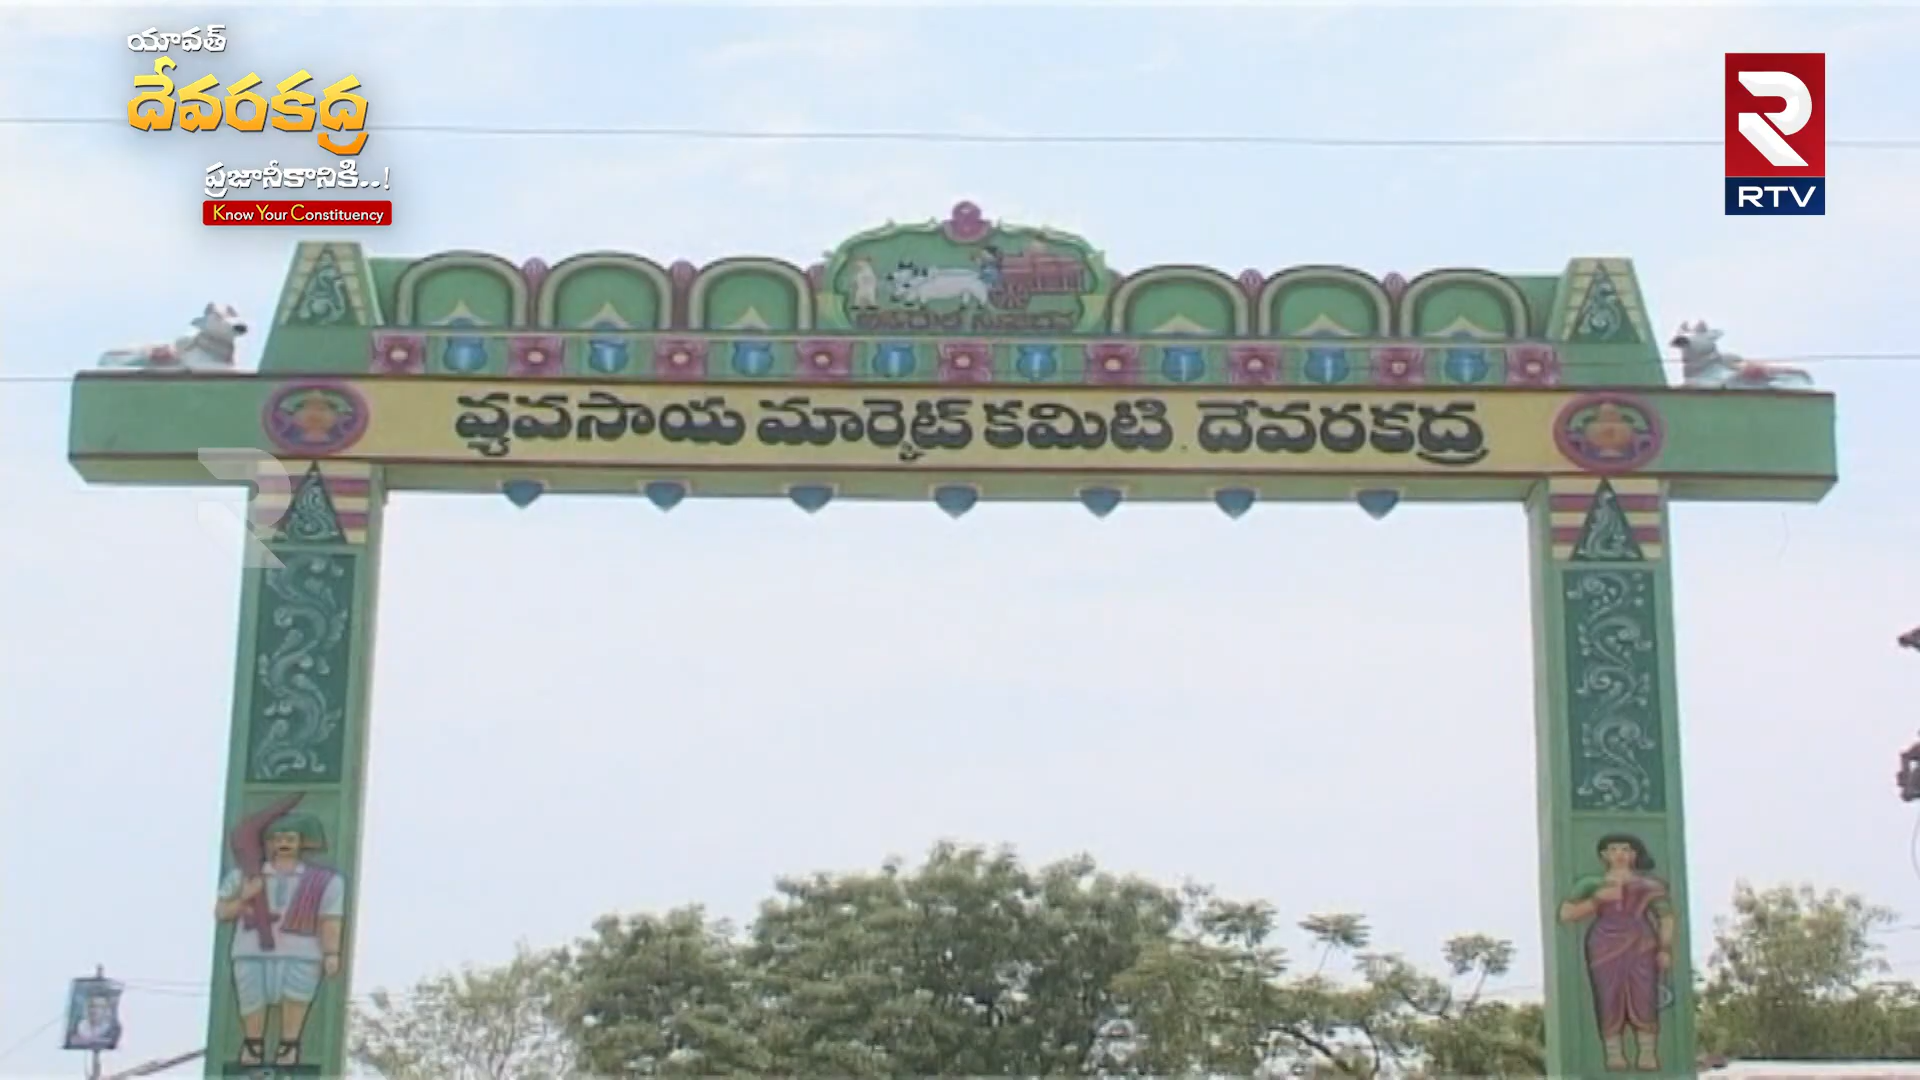 యావత్
దేవరకద్ర
ప్రజానీకానికి..!
Know Your Constituency
RTV
వ్యవసాయ మార్కెట్ కమిటి. దేవరకద్ర